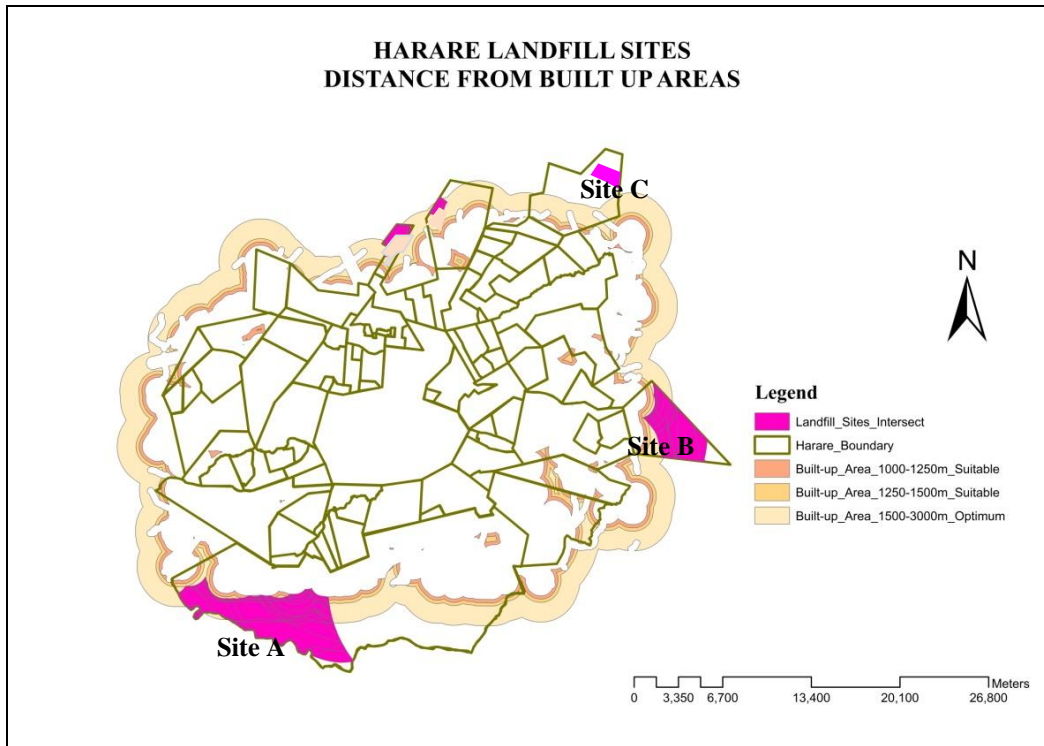 HARARE LANDFILL SITES
DISTANCE FROM BUILT UP AREAS
Site C
N
Legend
Landfill_Sites_Intersect
Site B
Harare_Boundary
Built-up_Area_1000-1250m_Suitable
Built-up_Area_1250-1500m_Suitable
Built-up_Area_1500-3000m_Optimum
Site A
Meters
0 3,350 6,700 13,400 20,100 26,800